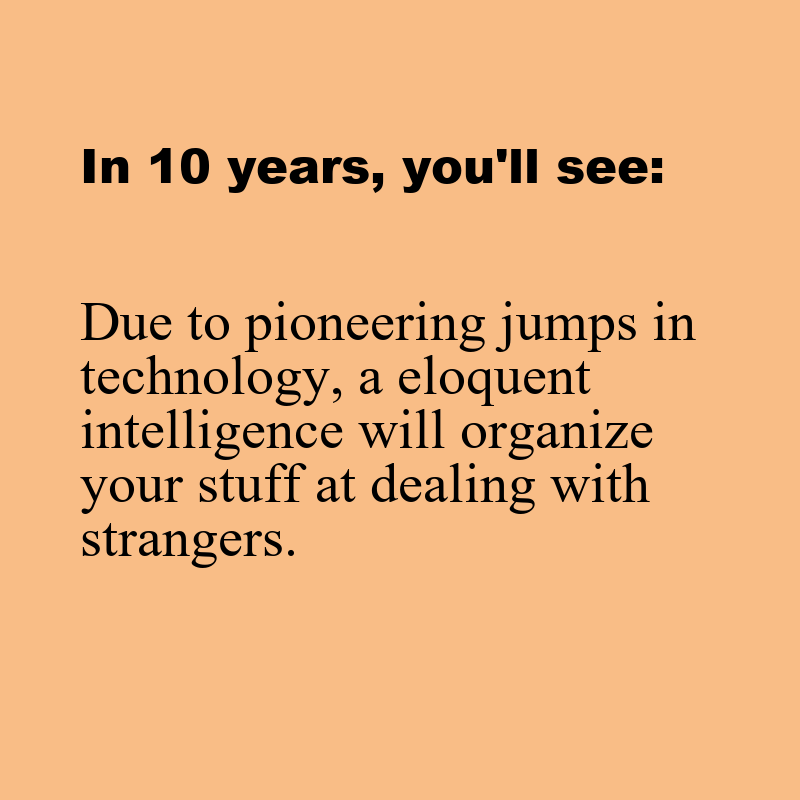 In 10 years, you'll see:
Due to pioneering jumps in
technology, a eloquent
intelligence will organize
your stuff at dealing with
strangers.